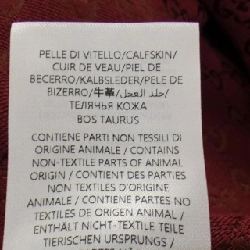 PELLE DI VITELLO/CALFSKIN/
CUIR DE VEAU/PIEL DE
BECERRO/KALBSLEDER/PELE DE
BIZERRO/牛革/جلد العجل/
ТЕЛЯЧЬЯ КОЖА
BOS TAURUS
CONTIENE PARTI NON TESSILI DI
ORIGINE ANIMALE / CONTAINS
NON-TEXTILE PARTS OF ANIMAL
ORIGIN / CONTIENT DES PARTIES
NON TEXTILES D'ORIGINE
ANIMALE / CONTIENE PARTES NO
TEXTILES DE ORIGEN ANIMAL /
ENTHÄLT NICHT-TEXTILE TEILE
TIERISCHEN URSPRUNGS /